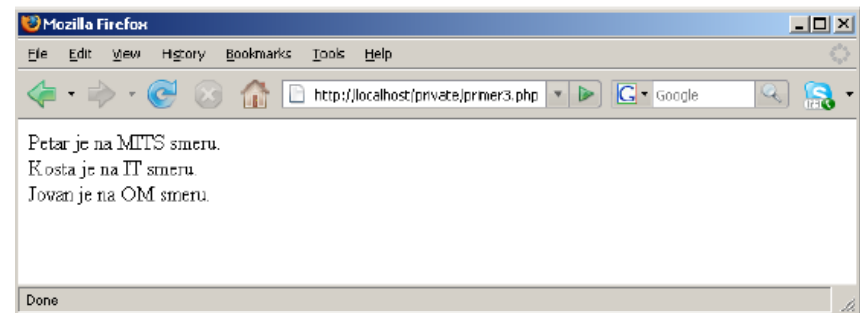 Mozilla Firefox
File Edit View History Bookmarks Tools Help
http://localhost/private/primer3.php G Google
Petar je na MITS smeru.
Kosta je na IT smeru.
Jovan je na OM smeru.
Done